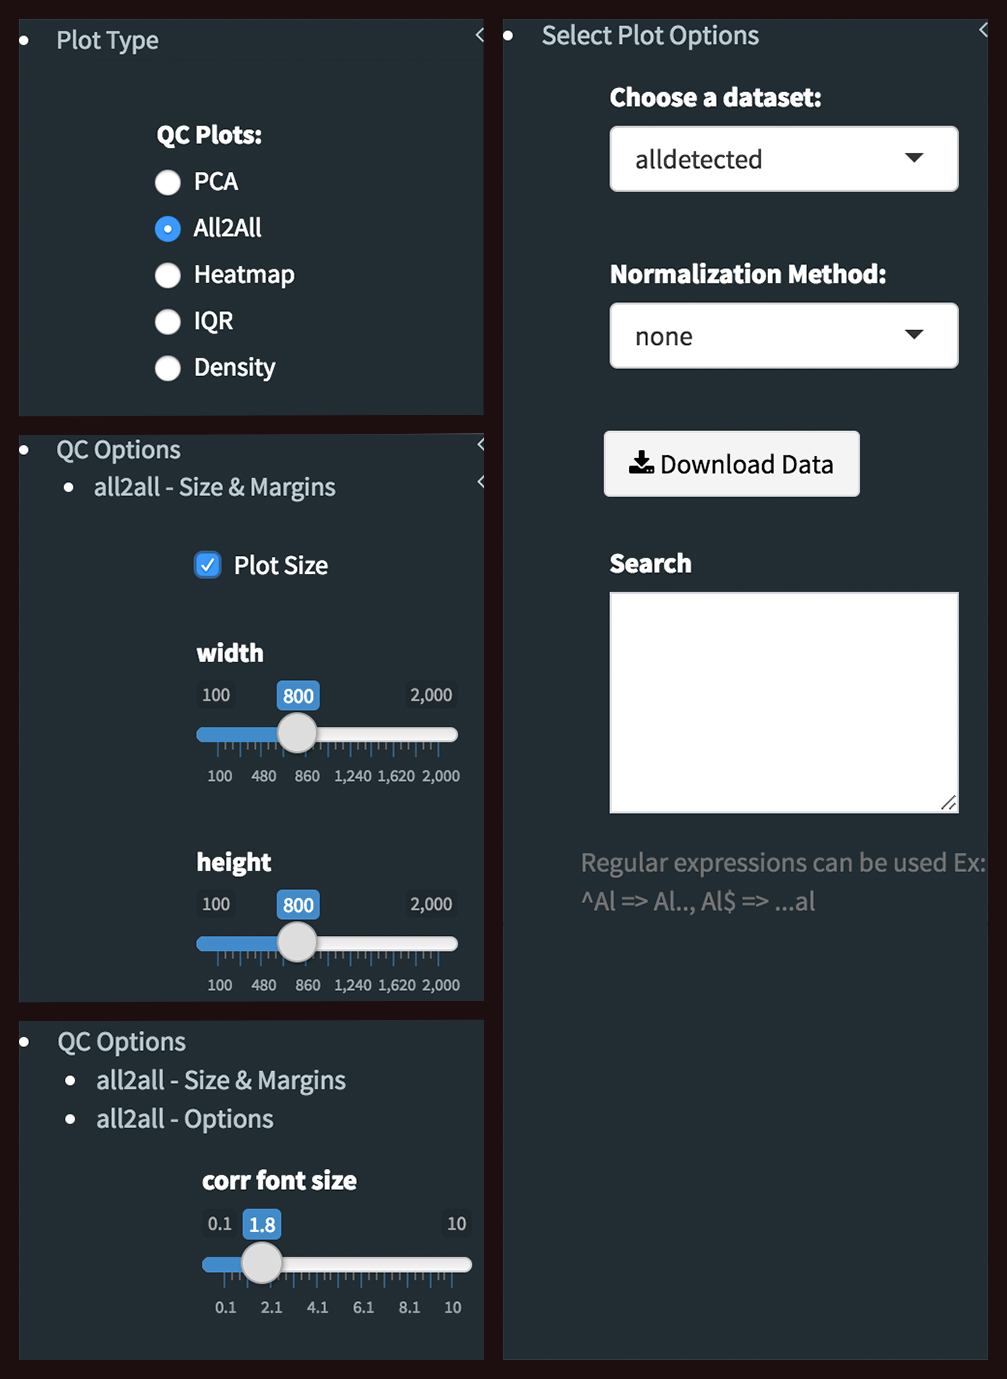 Plot Type
QC Plots:
PCA
All2All
Heatmap
IQR
Density
QC Options
all2all - Size & Margins
Plot Size
width
100 800 2,000
100 480 860 1,240 1,620 2,000
height
100 800 2,000
100 480 860 1,240 1,620 2,000
QC Options
all2all - Size & Margins
all2all - Options
corr font size
0.1 1.8 10
0.1 2.1 4.1 6.1 8.1 10
Select Plot Options
Choose a dataset:
alldetected
Normalization Method:
none
Download Data
Search
Regular expressions can be used Ex:
^Al => Al.., Al$ => ...al